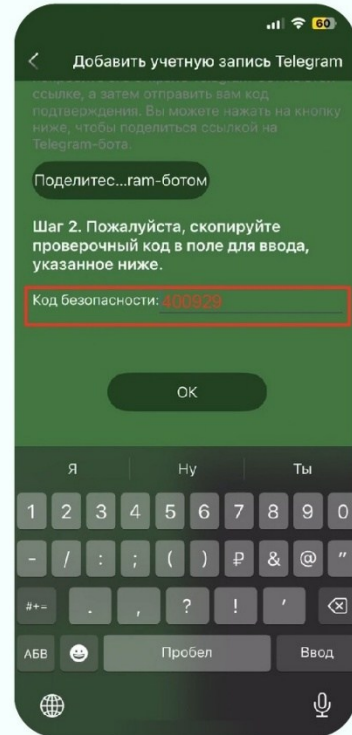 60
Добавить учетную запись Telegram
ссылке, а затем отправить вам код
подтверждения. Вы можете нажать на кнопку
ниже, чтобы поделиться ссылкой на
Telegram-бота.
Поделитес...ram-ботом
Шаг 2. Пожалуйста, скопируйте
проверочный код в поле для ввода,
указанное ниже.
Код безопасности: 400929
ОК
Я Ну Ты
1 2 3 4 5 6 7 8 9 0
- / : ; ( ) ₽ & @ "
#+= . , ? ! '
АБВ Пробел Ввод